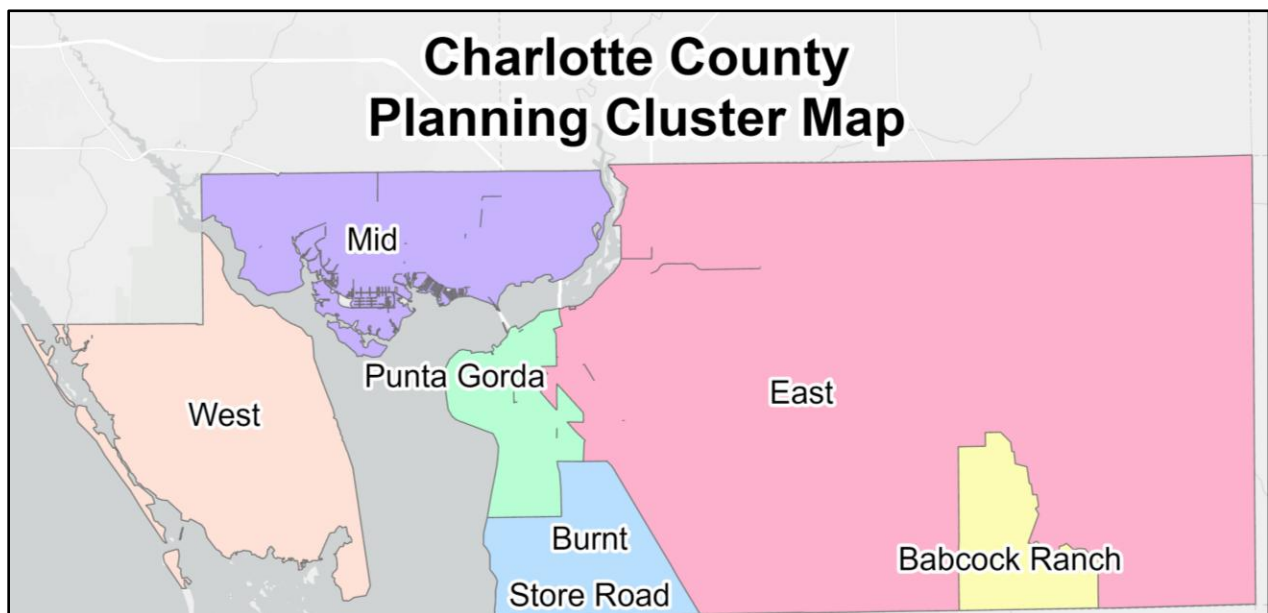 Charlotte County
Planning Cluster Map
Mid
Punta Gorda
West
East
Burnt
Store Road
Babcock Ranch